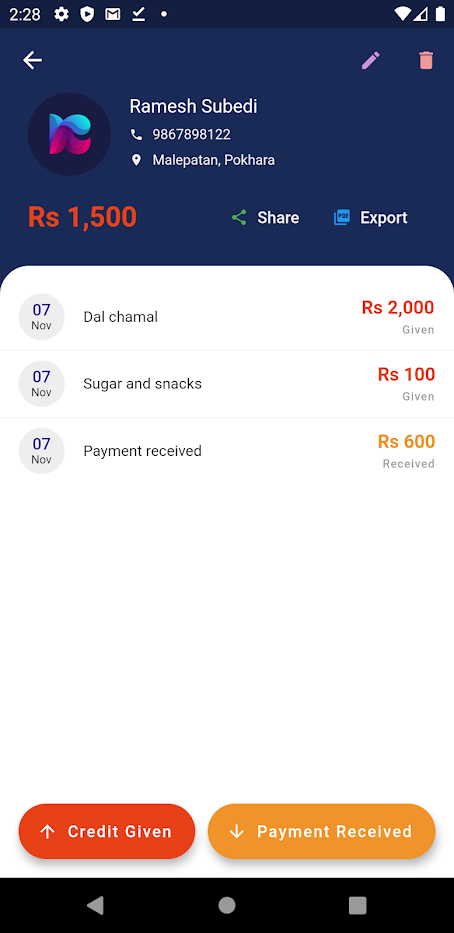 2:28
Ramesh Subedi
9867898122
Malepatan, Pokhara
Rs 1,500
Share
PDF
Export
07
Nov
Dal chamal
Rs 2,000
Given
07
Nov
Sugar and snacks
Rs 100
Given
07
Nov
Payment received
Rs 600
Received
Credit Given
Payment Received